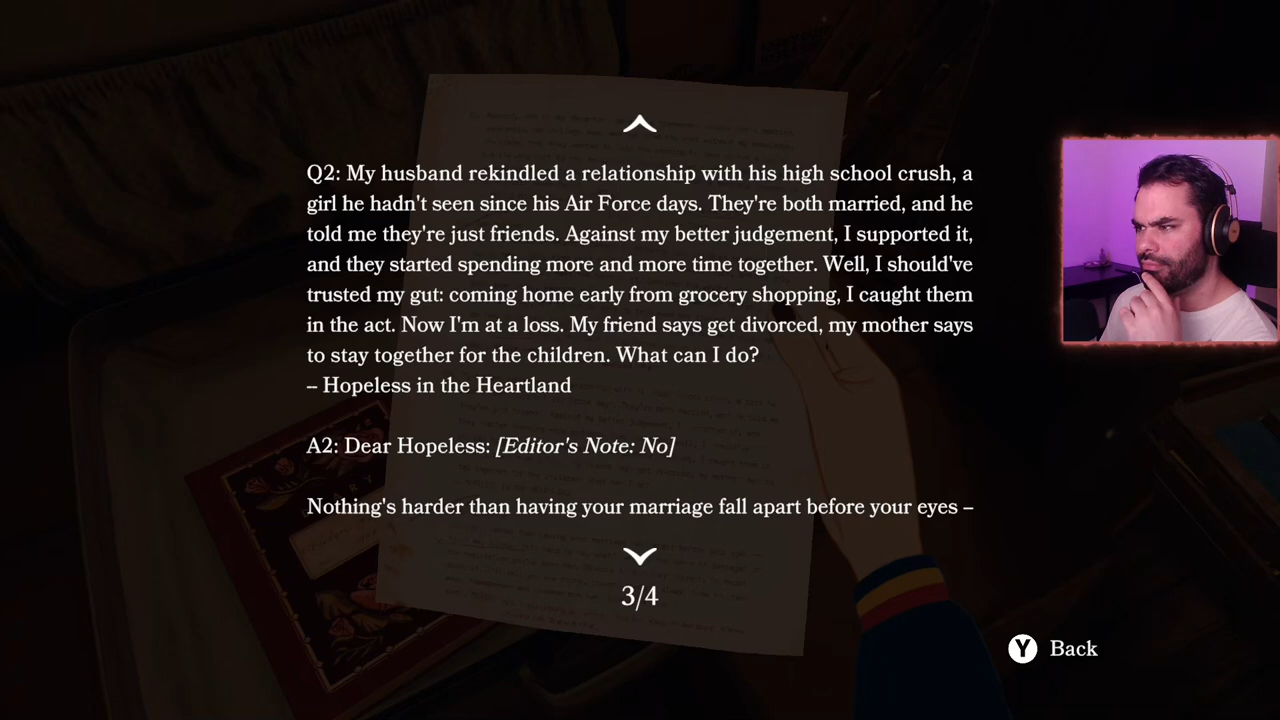 Q2: My husband rekindled a relationship with his high school crush, a
girl he hadn't seen since his Air Force days. They're both married, and he
told me they're just friends. Against my better judgement, I supported it,
and they started spending more and more time together. Well, I should've
trusted my gut: coming home early from grocery shopping, I caught them
in the act. Now I'm at a loss. My friend says get divorced, my mother says
to stay together for the children. What can I do?
-- Hopeless in the Heartland
A2: Dear Hopeless: [Editor's Note: No]
Nothing's harder than having your marriage fall apart before your eyes –
3/4
Y Back